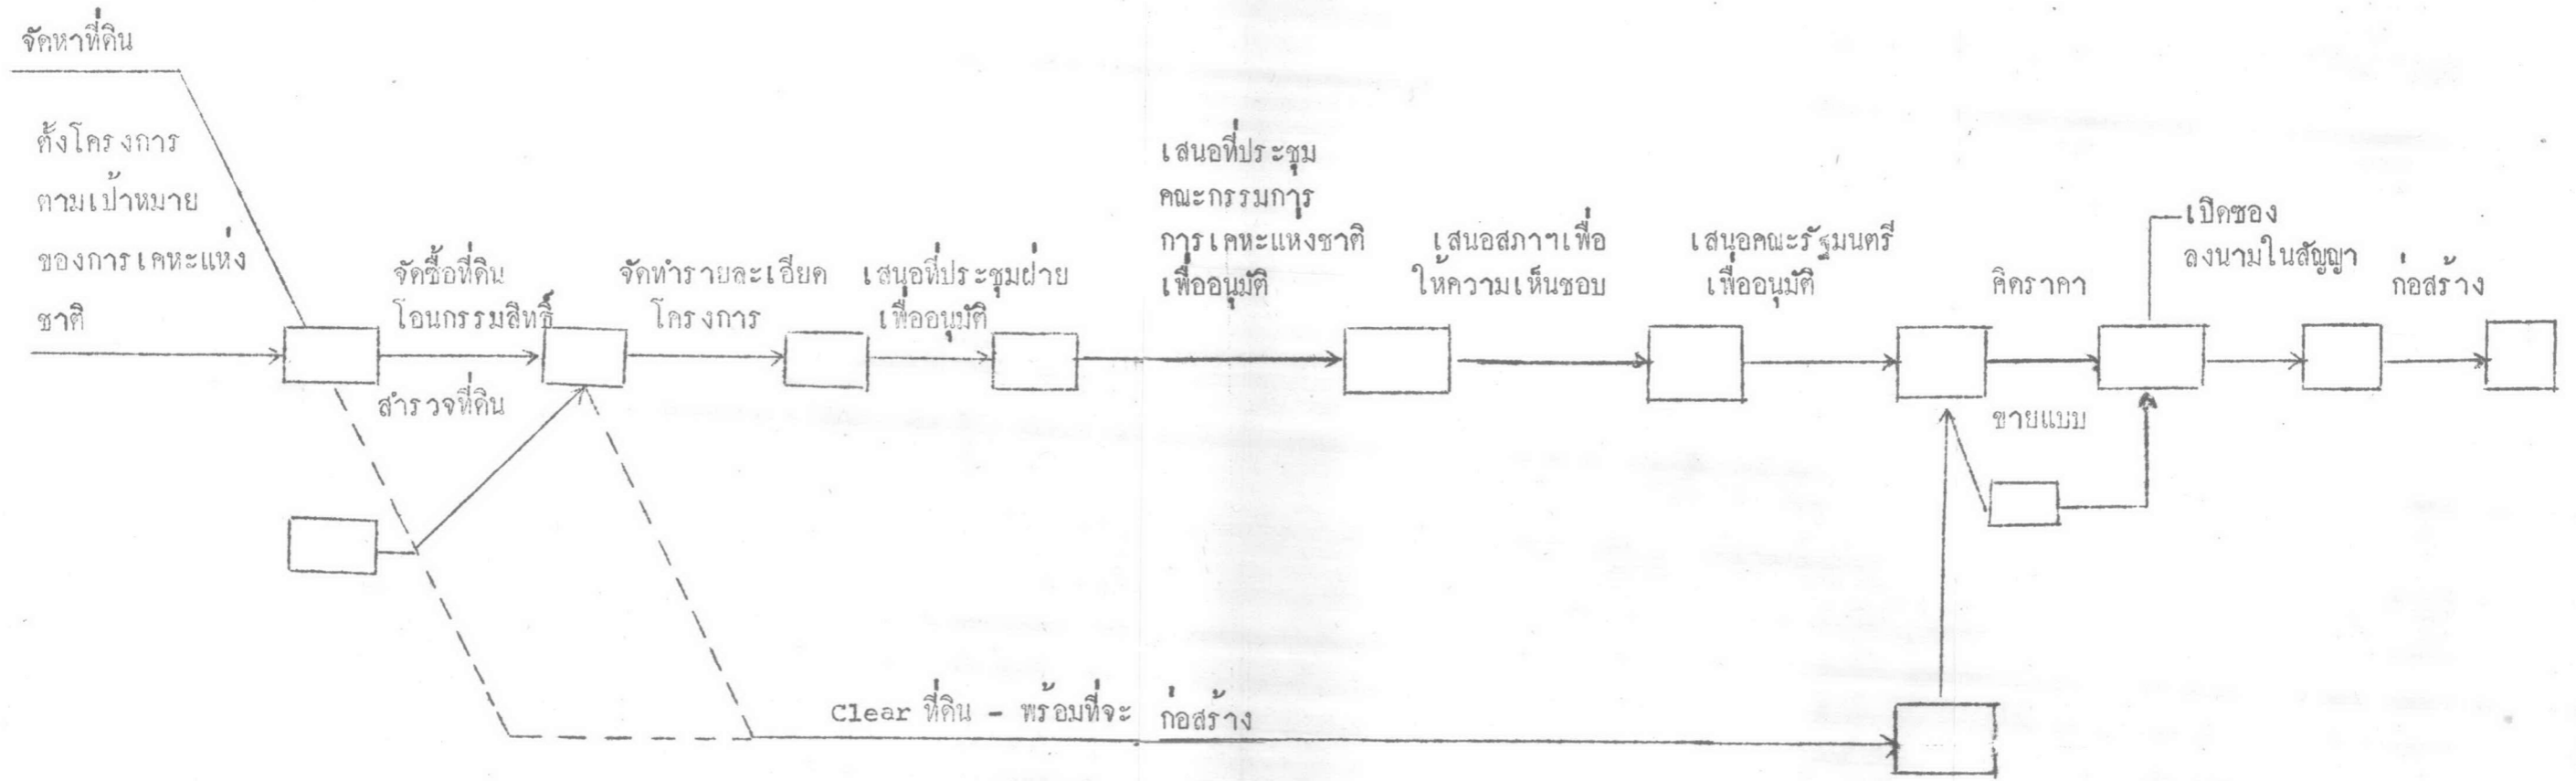 จัดหาที่ดิน
ตั้งโครงการ
ตามเป้าหมาย
ของการเคหะแห่ง
ชาติ
จัดซื้อที่ดิน
โอนกรรมสิทธิ์
สำรวจที่ดิน
จัดทำรายละเอียด
โครงการ
เสนอที่ประชุมฝ่าย
เพื่ออนุมัติ
เสนอที่ประชุม
คณะกรรมการ
การเคหะแห่งชาติ
เพื่ออนุมัติ
เสนอสภาฯเพื่อ
ให้ความเห็นชอบ
เสนอคณะรัฐมนตรี
เพื่ออนุมัติ
คิดราคา
ขายแบบ
เปิดซอง
ลงนามในสัญญา
ก่อสร้าง
Clear ที่ดิน - พร้อมที่จะ ก่อสร้าง